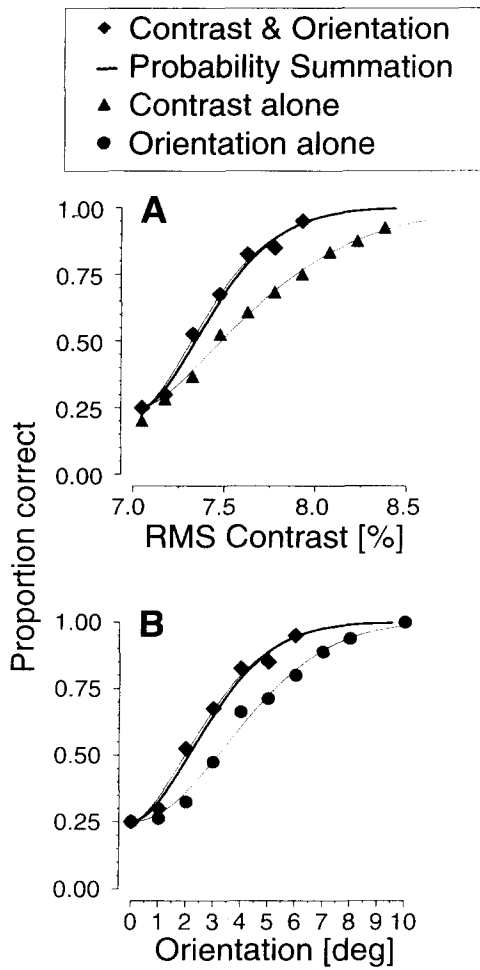 Contrast & Orientation
Probability Summation
Contrast alone
Orientation alone
A
1.00
0.75
0.50
0.25
0.00
7.0 7.5 8.0 8.5
RMS Contrast [%]
Proportion correct
B
1.00
0.75
0.50
0.25
0.00
0 1 2 3 4 5 6 7 8 9 10
Orientation [deg]